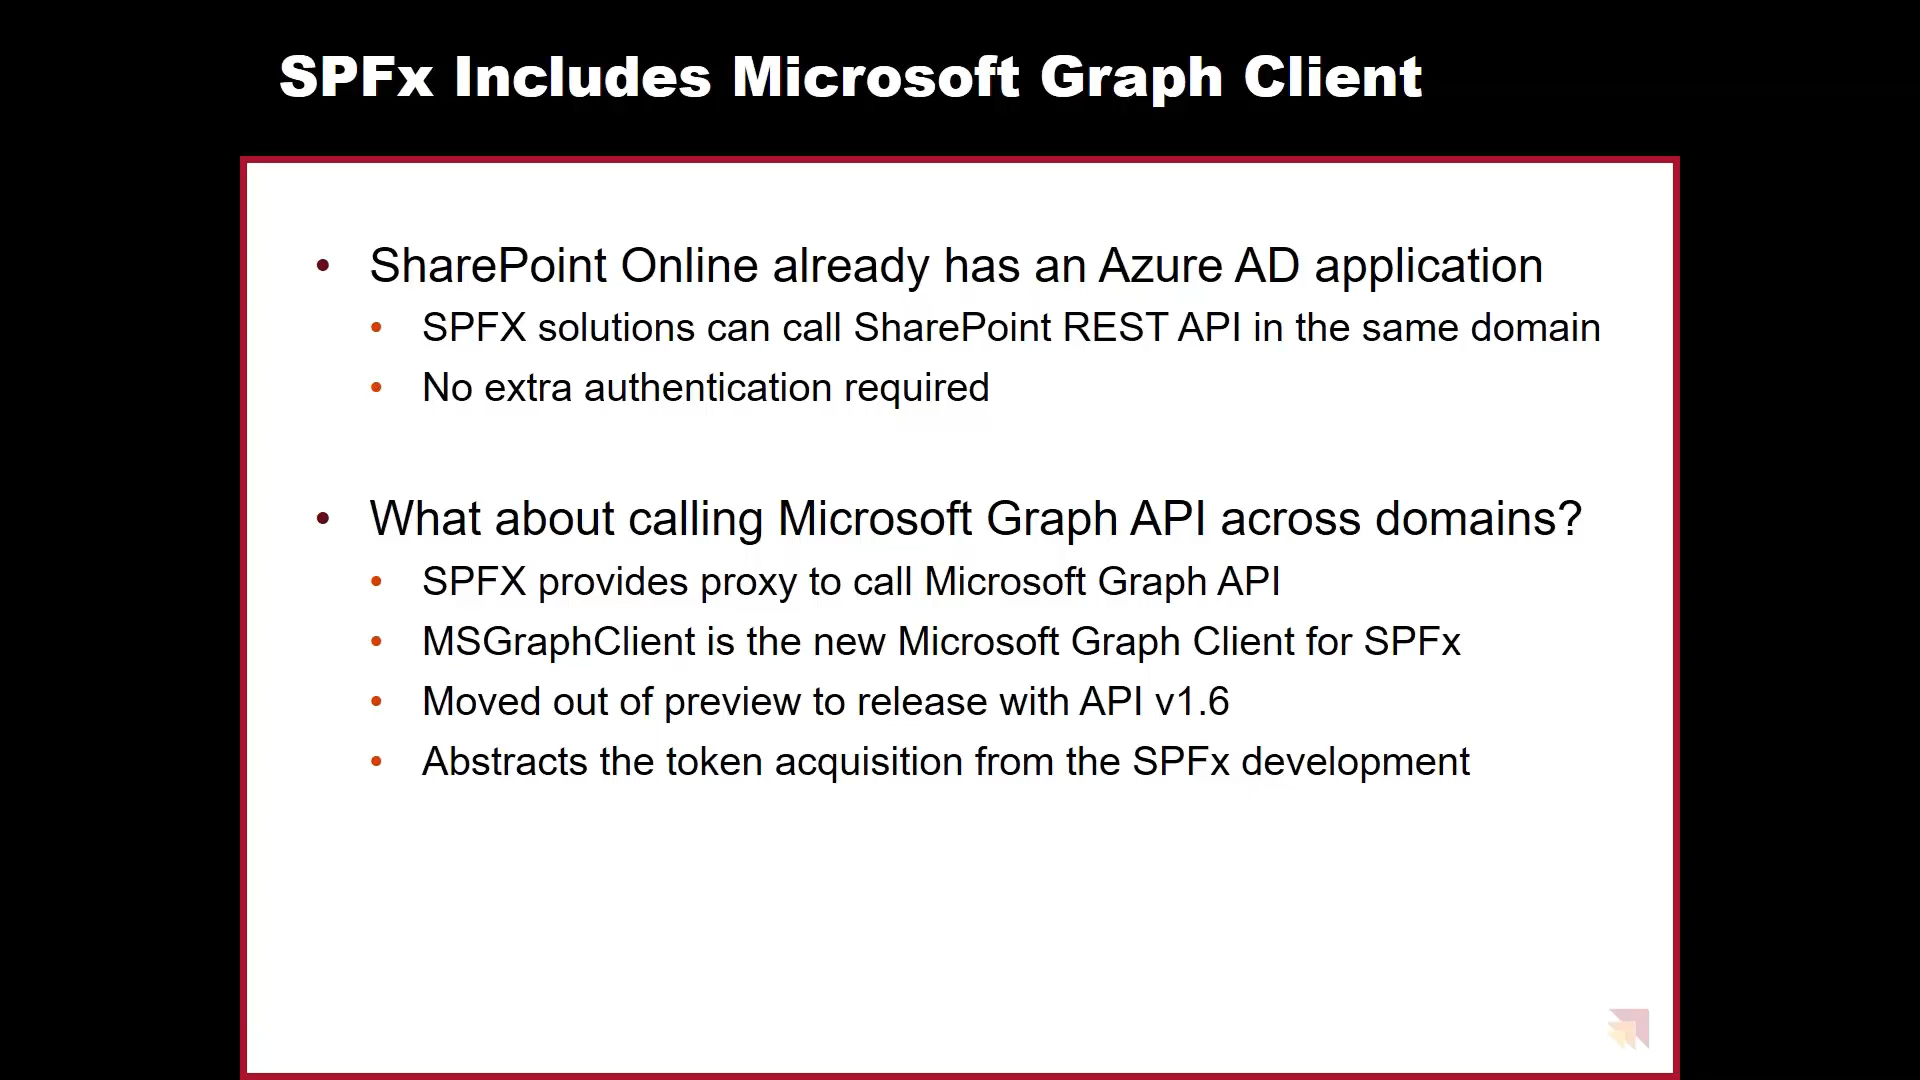 SPFx Includes Microsoft Graph Client
• SharePoint Online already has an Azure AD application
• SPFX solutions can call SharePoint REST API in the same domain
• No extra authentication required
• What about calling Microsoft Graph API across domains?
• SPFX provides proxy to call Microsoft Graph API
• MSGraphClient is the new Microsoft Graph Client for SPFx
• Moved out of preview to release with API v1.6
• Abstracts the token acquisition from the SPFx development